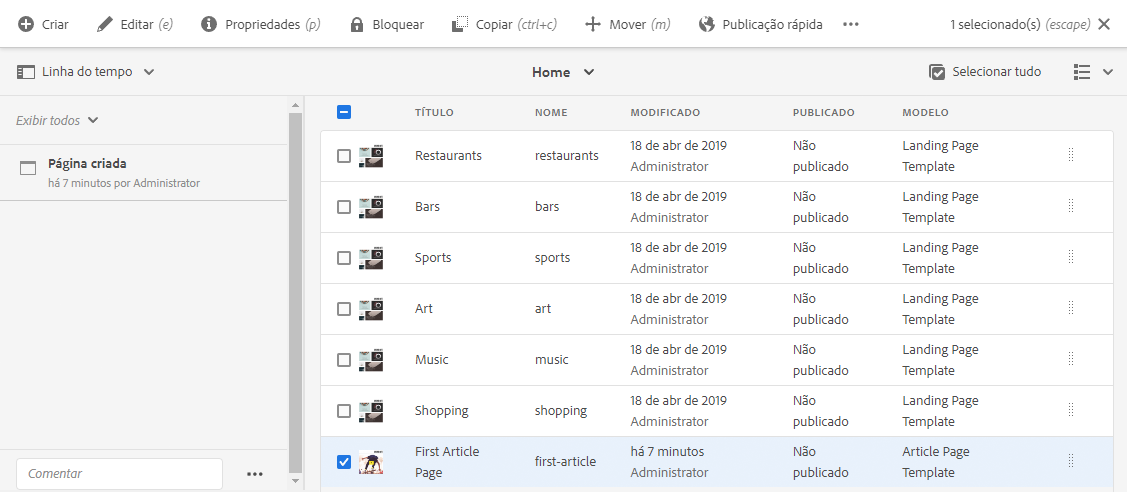 Criar Editar (e) Propriedades (p) Bloquear Copiar (ctrl+c) Mover (m) Publicação rápida 1 selecionado(s) (escape)
Linha do tempo Home Selecionar tudo
Exibir todos
Página criada
há 7 minutos por Administrator
Comentar
TÍTULO NOME MODIFICADO PUBLICADO MODELO
Restaurants restaurants 18 de abr de 2019 Não Landing Page
Administrator publicado Template
Bars bars 18 de abr de 2019 Não Landing Page
Administrator publicado Template
Sports sports 18 de abr de 2019 Não Landing Page
Administrator publicado Template
Art art 18 de abr de 2019 Não Landing Page
Administrator publicado Template
Music music 18 de abr de 2019 Não Landing Page
Administrator publicado Template
Shopping shopping 18 de abr de 2019 Não Landing Page
Administrator publicado Template
First Article first-article há 7 minutos Não Article Page
Page Administrator publicado Template